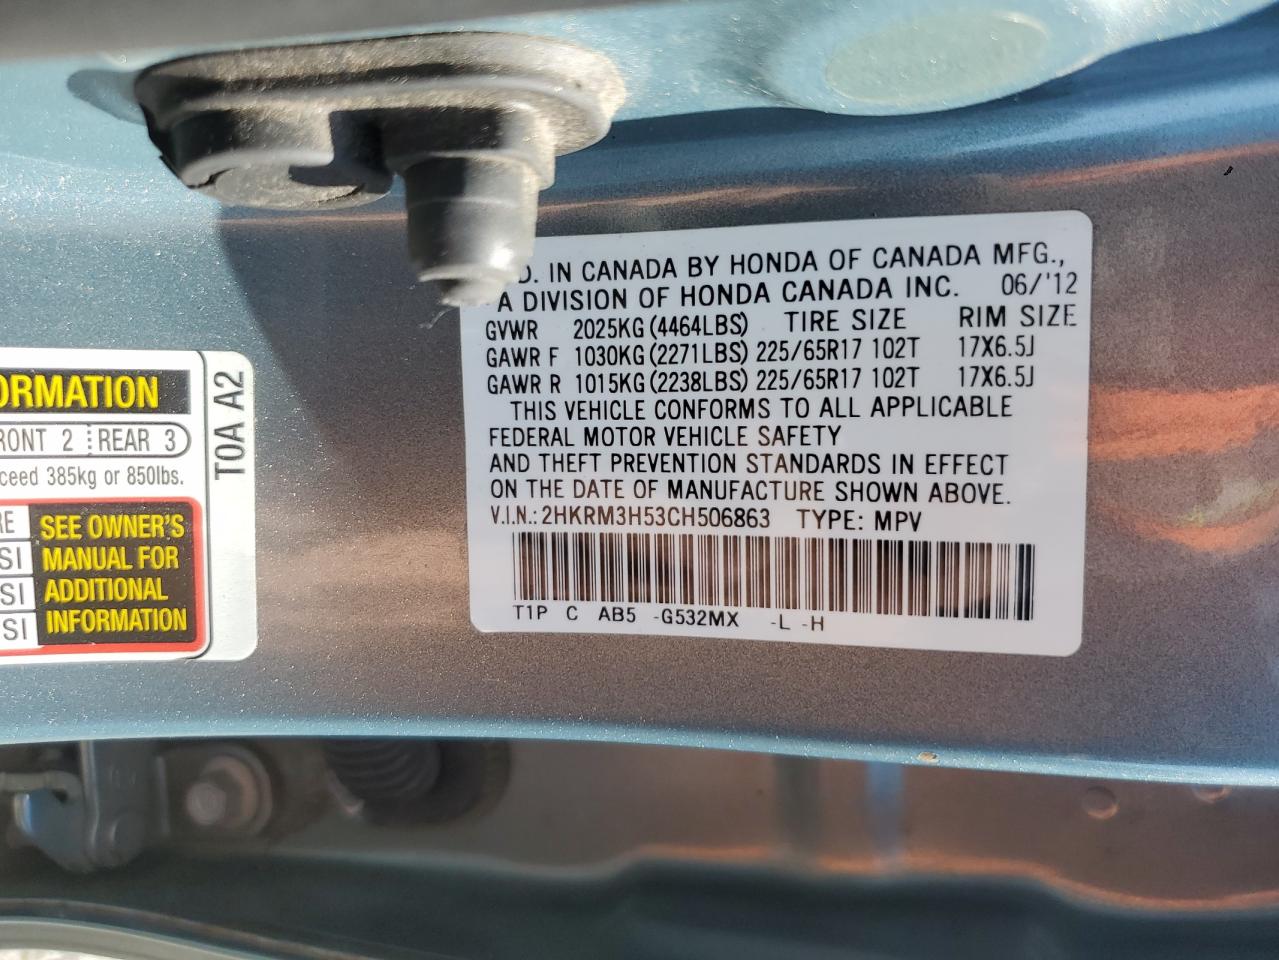 ORMATION
RONT 2 REAR 3
ceed 385kg or 850lbs.
RE
SI
SI
SI
SEE OWNER'S
MANUAL FOR
ADDITIONAL
INFORMATION
T0A A2
D. IN CANADA BY HONDA OF CANADA MFG.,
A DIVISION OF HONDA CANADA INC. 06/'12
GVWR 2025KG (4464LBS) TIRE SIZE RIM SIZE
GAWR F 1030KG (2271LBS) 225/65R17 102T 17X6.5J
GAWR R 1015KG (2238LBS) 225/65R17 102T 17X6.5J
THIS VEHICLE CONFORMS TO ALL APPLICABLE
FEDERAL MOTOR VEHICLE SAFETY
AND THEFT PREVENTION STANDARDS IN EFFECT
ON THE DATE OF MANUFACTURE SHOWN ABOVE.
V.I.N.: 2HKRM3H53CH506863 TYPE: MPV
T1P C AB5 -G532MX -L -H